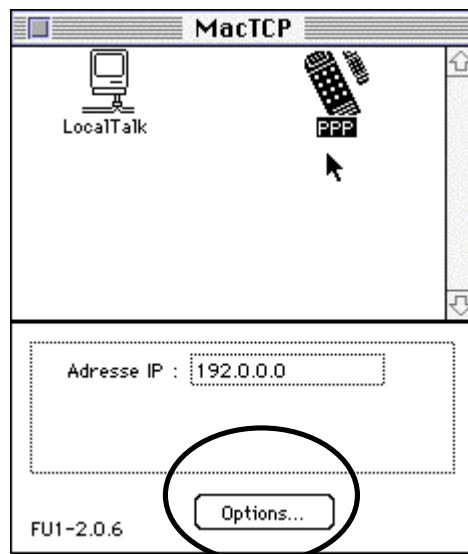 MacTCP
LocalTalk
PPP
Adresse IP : 192.0.0.0
Options...
FU1-2.0.6